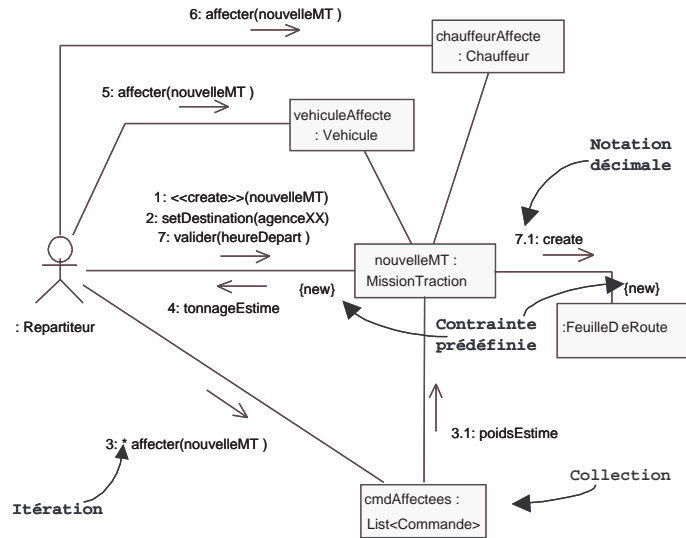 6: affecter(nouvelleMT )
chauffeurAffecte
: Chauffeur
5: affecter(nouvelleMT )
vehiculeAffecte
: Vehicule
Notation
décimale
1: <<create>>(nouvelleMT)
2: setDestination(agenceXX)
7: valider(heureDepart )
7.1: create
nouvelleMT :
MissionTraction
{new}
{new}
4: tonnageEstime
: Repartiteur
Contrainte
prédéfinie
:FeuilleD eRoute
3: * affecter(nouvelleMT )
3.1: poidsEstime
Collection
cmdAffectees :
List<Commande>
Itération